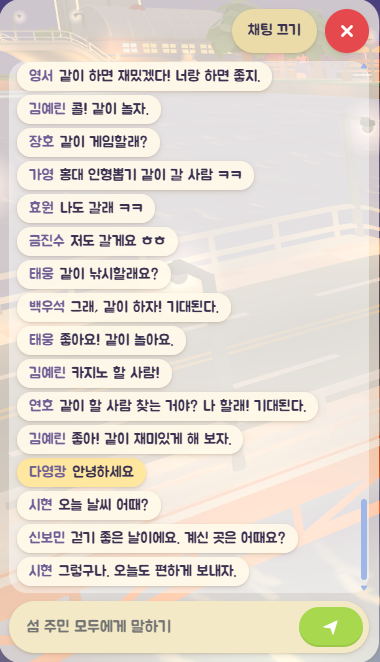 채팅 끄기
영서 같이 하면 재밌겠다! 너랑 하면 좋지.
김예린 콜! 같이 놀자.
장호 같이 게임할래?
가영 홍대 인형뽑기 같이 갈 사람 ㅋㅋ
효원 나도 갈래 ㅋㅋ
금진수 저도 갈게요 ㅎㅎ
태웅 같이 낚시할래요?
백우석 그래, 같이 하자! 기대된다.
태웅 좋아요! 같이 놀아요.
김예린 카지노 할 사람!
연호 같이 할 사람 찾는 거야? 나 할래! 기대된다.
김예린 좋아! 같이 재미있게 해 보자.
다영캉 안녕하세요
시현 오늘 날씨 어때?
신보민 걷기 좋은 날이에요. 계신 곳은 어때요?
시현 그렇구나. 오늘도 편하게 보내자.
섬 주민 모두에게 말하기